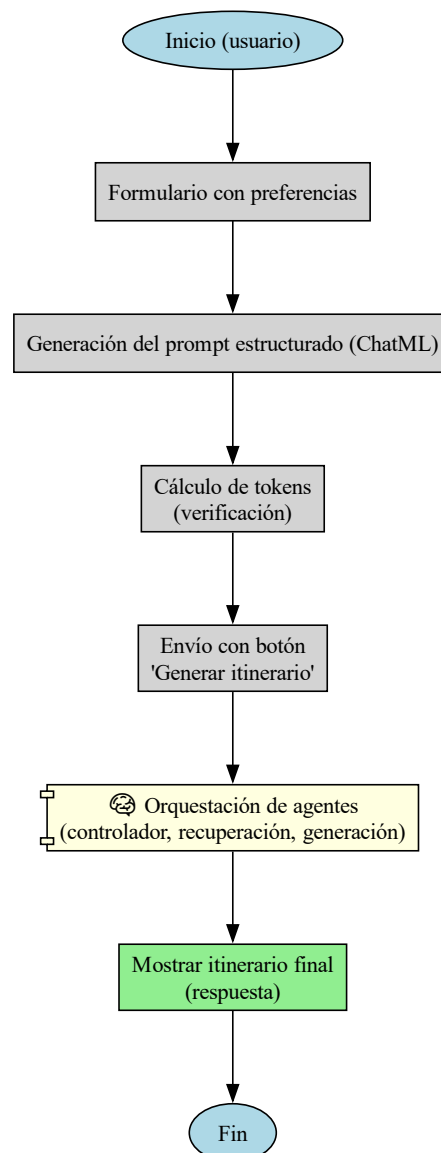 Inicio (usuario)
Formulario con preferencias
Generación del prompt estructurado (ChatML)
Cálculo de tokens
(verificación)
Envío con botón
'Generar itinerario'
Orquestación de agentes
(controlador, recuperación, generación)
Mostrar itinerario final
(respuesta)
Fin